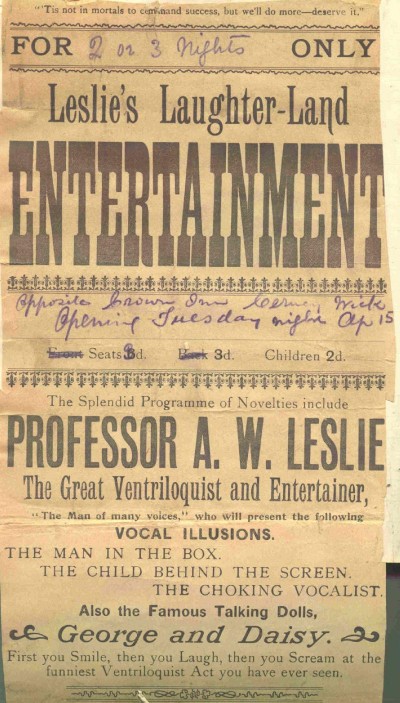 "'Tis not in mortals to command success, but we'll do more—deserve it."
FOR 2 or 3 Nights ONLY
Leslie's Laughter-Land
ENTERTAINMENT
Opposite Crown Inn Cerney Wick
Opening Tuesday night Ap 15
Front Seats 3d. Back 3d. Children 2d.
The Splendid Programme of Novelties include
PROFESSOR A. W. LESLIE
The Great Ventriloquist and Entertainer,
"The Man of many voices," who will present the following
VOCAL ILLUSIONS.
THE MAN IN THE BOX.
THE CHILD BEHIND THE SCREEN.
THE CHOKING VOCALIST.
Also the Famous Talking Dolls,
George and Daisy.
First you Smile, then you Laugh, then you Scream at the
funniest Ventriloquist Act you have ever seen.